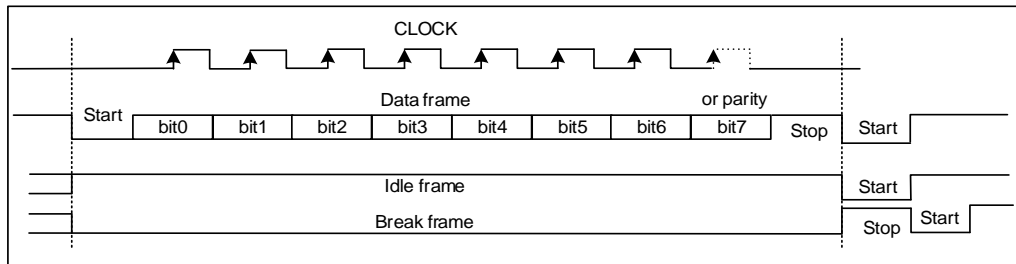 CLOCK
Data frame
or parity
Start
bit0 bit1 bit2 bit3 bit4 bit5 bit6 bit7
Stop
Start
Idle frame
Start
Break frame
Stop
Start